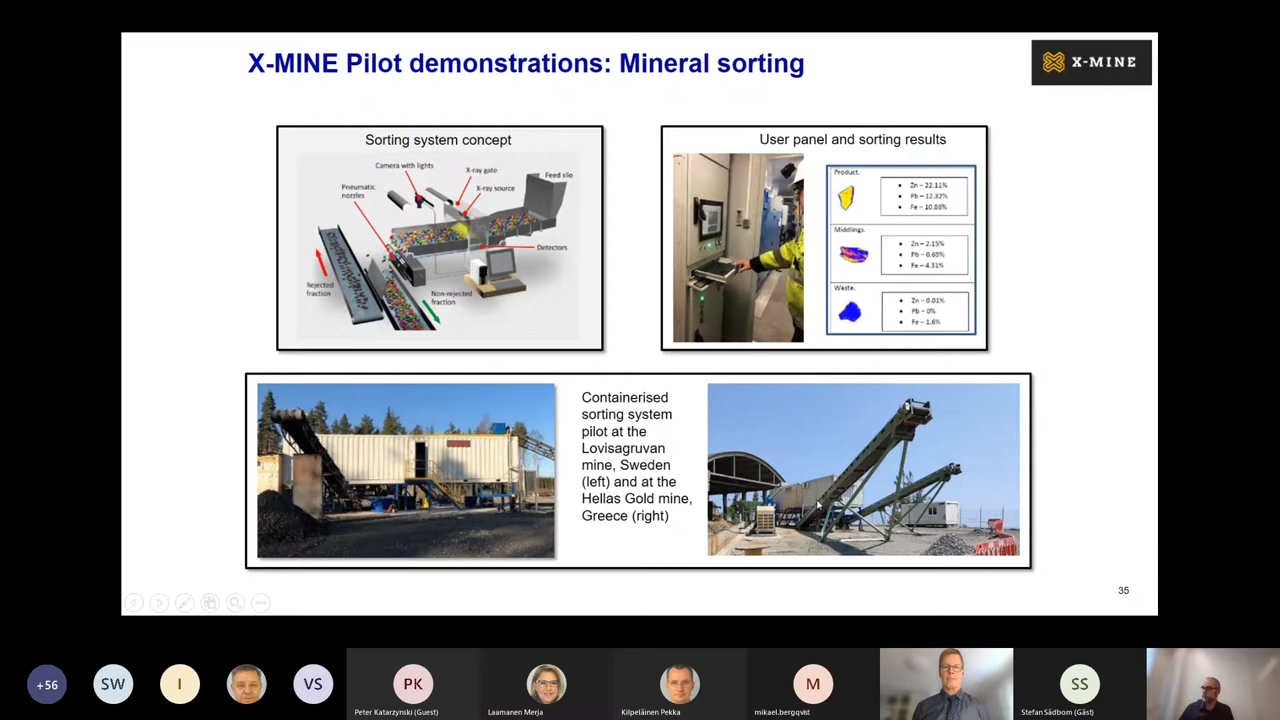 X-MINE Pilot demonstrations: Mineral sorting
X-MINE
Sorting system concept
Camera with lights
X-ray gate
X-ray source
Feed silo
Pneumatic
nozzles
Detectors
Rejected
fraction
Non-rejected
fraction
User panel and sorting results
Product.
• Zn – 22.11%
• Pb – 12.32%
• Fe – 10.88%
Middlings.
• Zn – 2.15%
• Pb – 0.69%
• Fe – 4.31%
Waste.
• Zn – 0.01%
• Pb – 0%
• Fe – 1.6%
Containerised
sorting system
pilot at the
Lovisagruvan
mine, Sweden
(left) and at the
Hellas Gold mine,
Greece (right)
35
+56
SW
I
VS
PK
Peter Katarzynski (Guest)
Laamanen Merja
Kilpeläinen Pekka
M
mikael.bergqvist
SS
Stefan Sädbom (Gäst)